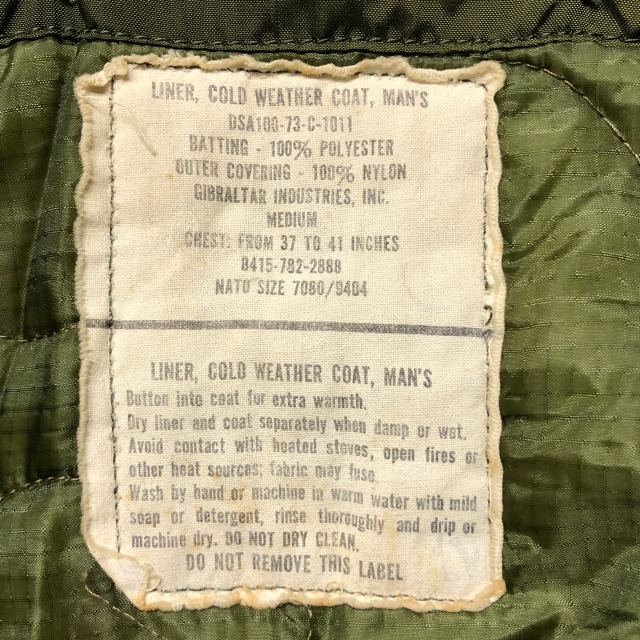 LINER, COLD WEATHER COAT, MAN'S
DSA100-73-C-1011
BATTING - 100% POLYESTER
OUTER COVERING - 100% NYLON
GIBRALTAR INDUSTRIES, INC.
MEDIUM
CHEST: FROM 37 TO 41 INCHES
8415-782-2888
NATO SIZE 7080/9404
LINER, COLD WEATHER COAT, MAN'S
Button into coat for extra warmth.
Dry liner and coat separately when damp or wet.
Avoid contact with heated stoves, open fires or
other heat sources; fabric may fuse.
Wash by hand or machine in warm water with mild
soap or detergent, rinse thoroughly and drip or
machine dry. DO NOT DRY CLEAN.
DO NOT REMOVE THIS LABEL